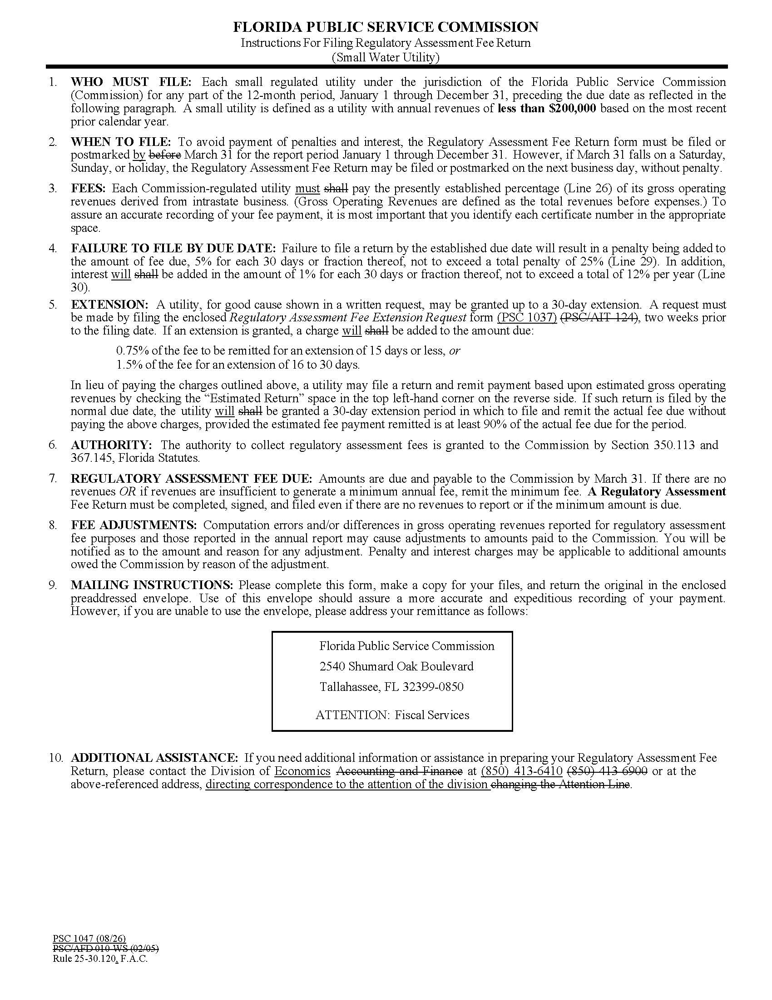 FLORIDA PUBLIC SERVICE COMMISSION
Instructions For Filing Regulatory Assessment Fee Return
(Small Water Utility)
1. WHO MUST FILE: Each small regulated utility under the jurisdiction of the Florida Public Service Commission
(Commission) for any part of the 12-month period, January 1 through December 31, preceding the due date as reflected in the
following paragraph. A small utility is defined as a utility with annual revenues of less than $200,000 based on the most recent
prior calendar year.
2. WHEN TO FILE: To avoid payment of penalties and interest, the Regulatory Assessment Fee Return form must be filed or
postmarked by before March 31 for the report period January 1 through December 31. However, if March 31 falls on a Saturday,
Sunday, or holiday, the Regulatory Assessment Fee Return may be filed or postmarked on the next business day, without penalty.
3. FEES: Each Commission-regulated utility must shall pay the presently established percentage (Line 26) of its gross operating
revenues derived from intrastate business. (Gross Operating Revenues are defined as the total revenues before expenses.) To
assure an accurate recording of your fee payment, it is most important that you identify each certificate number in the appropriate
space.
4. FAILURE TO FILE BY DUE DATE: Failure to file a return by the established due date will result in a penalty being added to
the amount of fee due, 5% for each 30 days or fraction thereof, not to exceed a total penalty of 25% (Line 29). In addition,
interest will shall be added in the amount of 1% for each 30 days or fraction thereof, not to exceed a total of 12% per year (Line
30).
5. EXTENSION: A utility, for good cause shown in a written request, may be granted up to a 30-day extension. A request must
be made by filing the enclosed Regulatory Assessment Fee Extension Request form (PSC 1037) (PSC/AIT 124), two weeks prior
to the filing date. If an extension is granted, a charge will shall be added to the amount due:
0.75% of the fee to be remitted for an extension of 15 days or less, or
1.5% of the fee for an extension of 16 to 30 days.
In lieu of paying the charges outlined above, a utility may file a return and remit payment based upon estimated gross operating
revenues by checking the “Estimated Return” space in the top left-hand corner on the reverse side. If such return is filed by the
normal due date, the utility will shall be granted a 30-day extension period in which to file and remit the actual fee due without
paying the above charges, provided the estimated fee payment remitted is at least 90% of the actual fee due for the period.
6. AUTHORITY: The authority to collect regulatory assessment fees is granted to the Commission by Section 350.113 and
367.145, Florida Statutes.
7. REGULATORY ASSESSMENT FEE DUE: Amounts are due and payable to the Commission by March 31. If there are no
revenues OR if revenues are insufficient to generate a minimum annual fee, remit the minimum fee. A Regulatory Assessment
Fee Return must be completed, signed, and filed even if there are no revenues to report or if the minimum amount is due.
8. FEE ADJUSTMENTS: Computation errors and/or differences in gross operating revenues reported for regulatory assessment
fee purposes and those reported in the annual report may cause adjustments to amounts paid to the Commission. You will be
notified as to the amount and reason for any adjustment. Penalty and interest charges may be applicable to additional amounts
owed the Commission by reason of the adjustment.
9. MAILING INSTRUCTIONS: Please complete this form, make a copy for your files, and return the original in the enclosed
preaddressed envelope. Use of this envelope should assure a more accurate and expeditious recording of your payment.
However, if you are unable to use the envelope, please address your remittance as follows:
Florida Public Service Commission
2540 Shumard Oak Boulevard
Tallahassee, FL 32399-0850
ATTENTION: Fiscal Services
10. ADDITIONAL ASSISTANCE: If you need additional information or assistance in preparing your Regulatory Assessment Fee
Return, please contact the Division of Economics Accounting and Finance at (850) 413-6410 (850) 413-6900 or at the
above-referenced address, directing correspondence to the attention of the division changing the Attention Line.
PSC 1047 (08/26)
PSC/AFD 010-WS (02/05)
Rule 25-30.120, F.A.C.